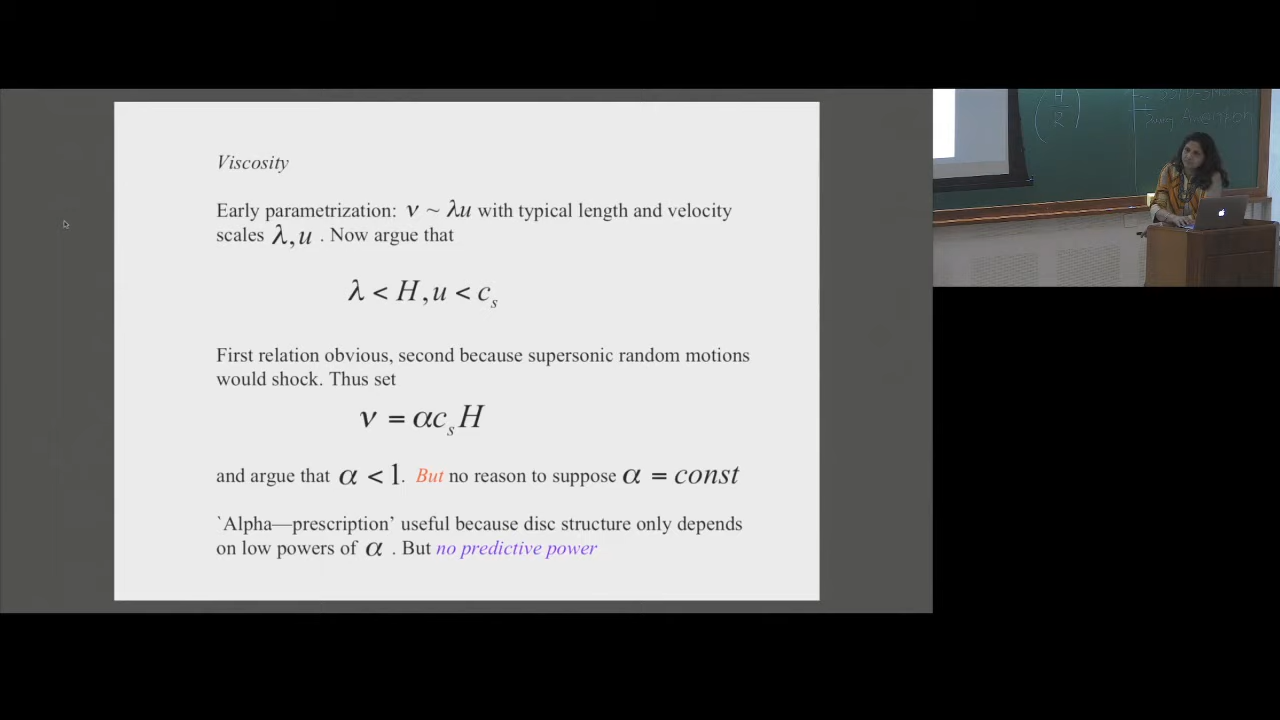 Viscosity
Early parametrization: ν ~ λu with typical length and velocity
scales λ,u . Now argue that
λ < H, u < c_s
First relation obvious, second because supersonic random motions
would shock. Thus set
ν = αc_s H
and argue that α < 1. But no reason to suppose α = const
`Alpha—prescription’ useful because disc structure only depends
on low powers of α . But no predictive power
H
R